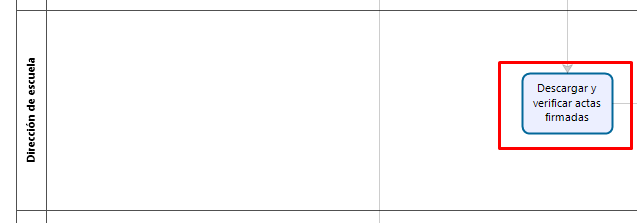 Dirección de escuela
Descargar y
verificar actas
firmadas